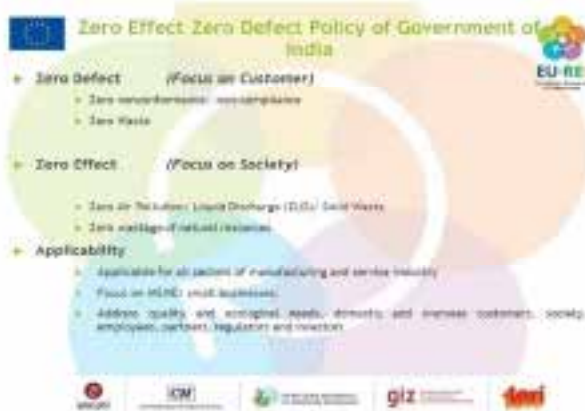 Zero Effect Zero Defect Policy of Government of
India
EU-RE
Zero Defect (Focus on Customer)
Zero nonconformance/ noncompliance
Zero Waste
Zero Effect (Focus on Society)
Zero Air Pollution/ Liquid Discharge (ZLD)/ Solid Waste
Zero wastage of natural resources
Applicability
Applicable for all sectors of manufacturing and service industry
Focus on MSME/ small businesses.
Address quality and ecological needs, domestic and overseas customers, society,
employees, partners, regulators and investors
giz
teri